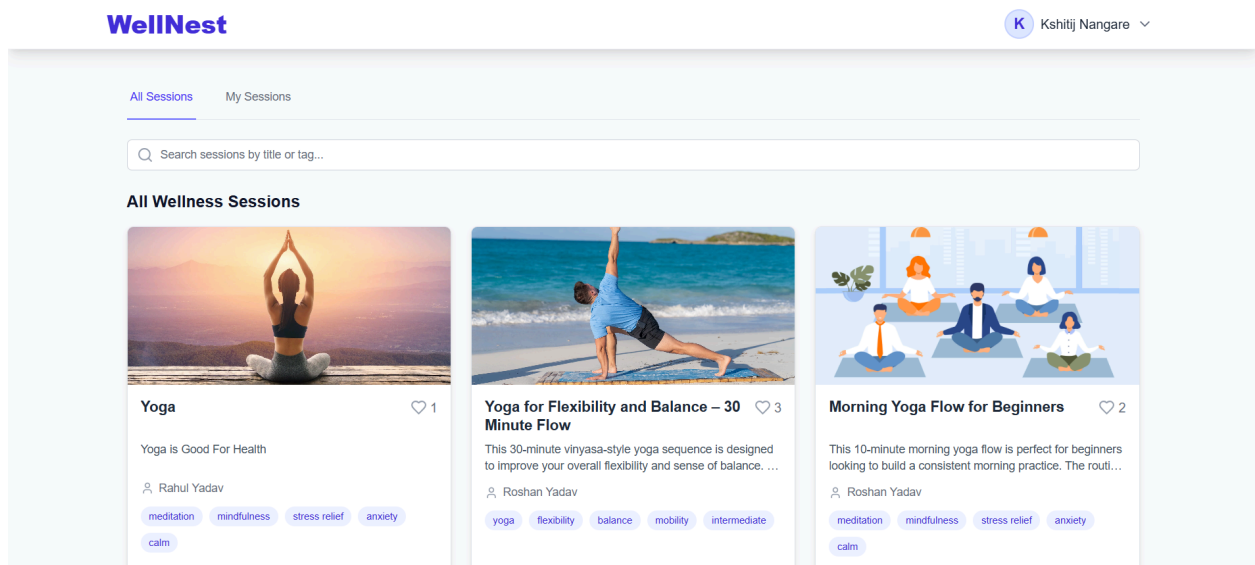 WellNest
K Kshitij Nangare
All Sessions My Sessions
Search sessions by title or tag...
All Wellness Sessions
Yoga 1
Yoga is Good For Health
Rahul Yadav
meditation mindfulness stress relief anxiety
calm
Yoga for Flexibility and Balance – 30 3
Minute Flow
This 30-minute vinyasa-style yoga sequence is designed
to improve your overall flexibility and sense of balance. …
Roshan Yadav
yoga flexibility balance mobility intermediate
Morning Yoga Flow for Beginners 2
This 10-minute morning yoga flow is perfect for beginners
looking to build a consistent morning practice. The routi…
Roshan Yadav
meditation mindfulness stress relief anxiety
calm